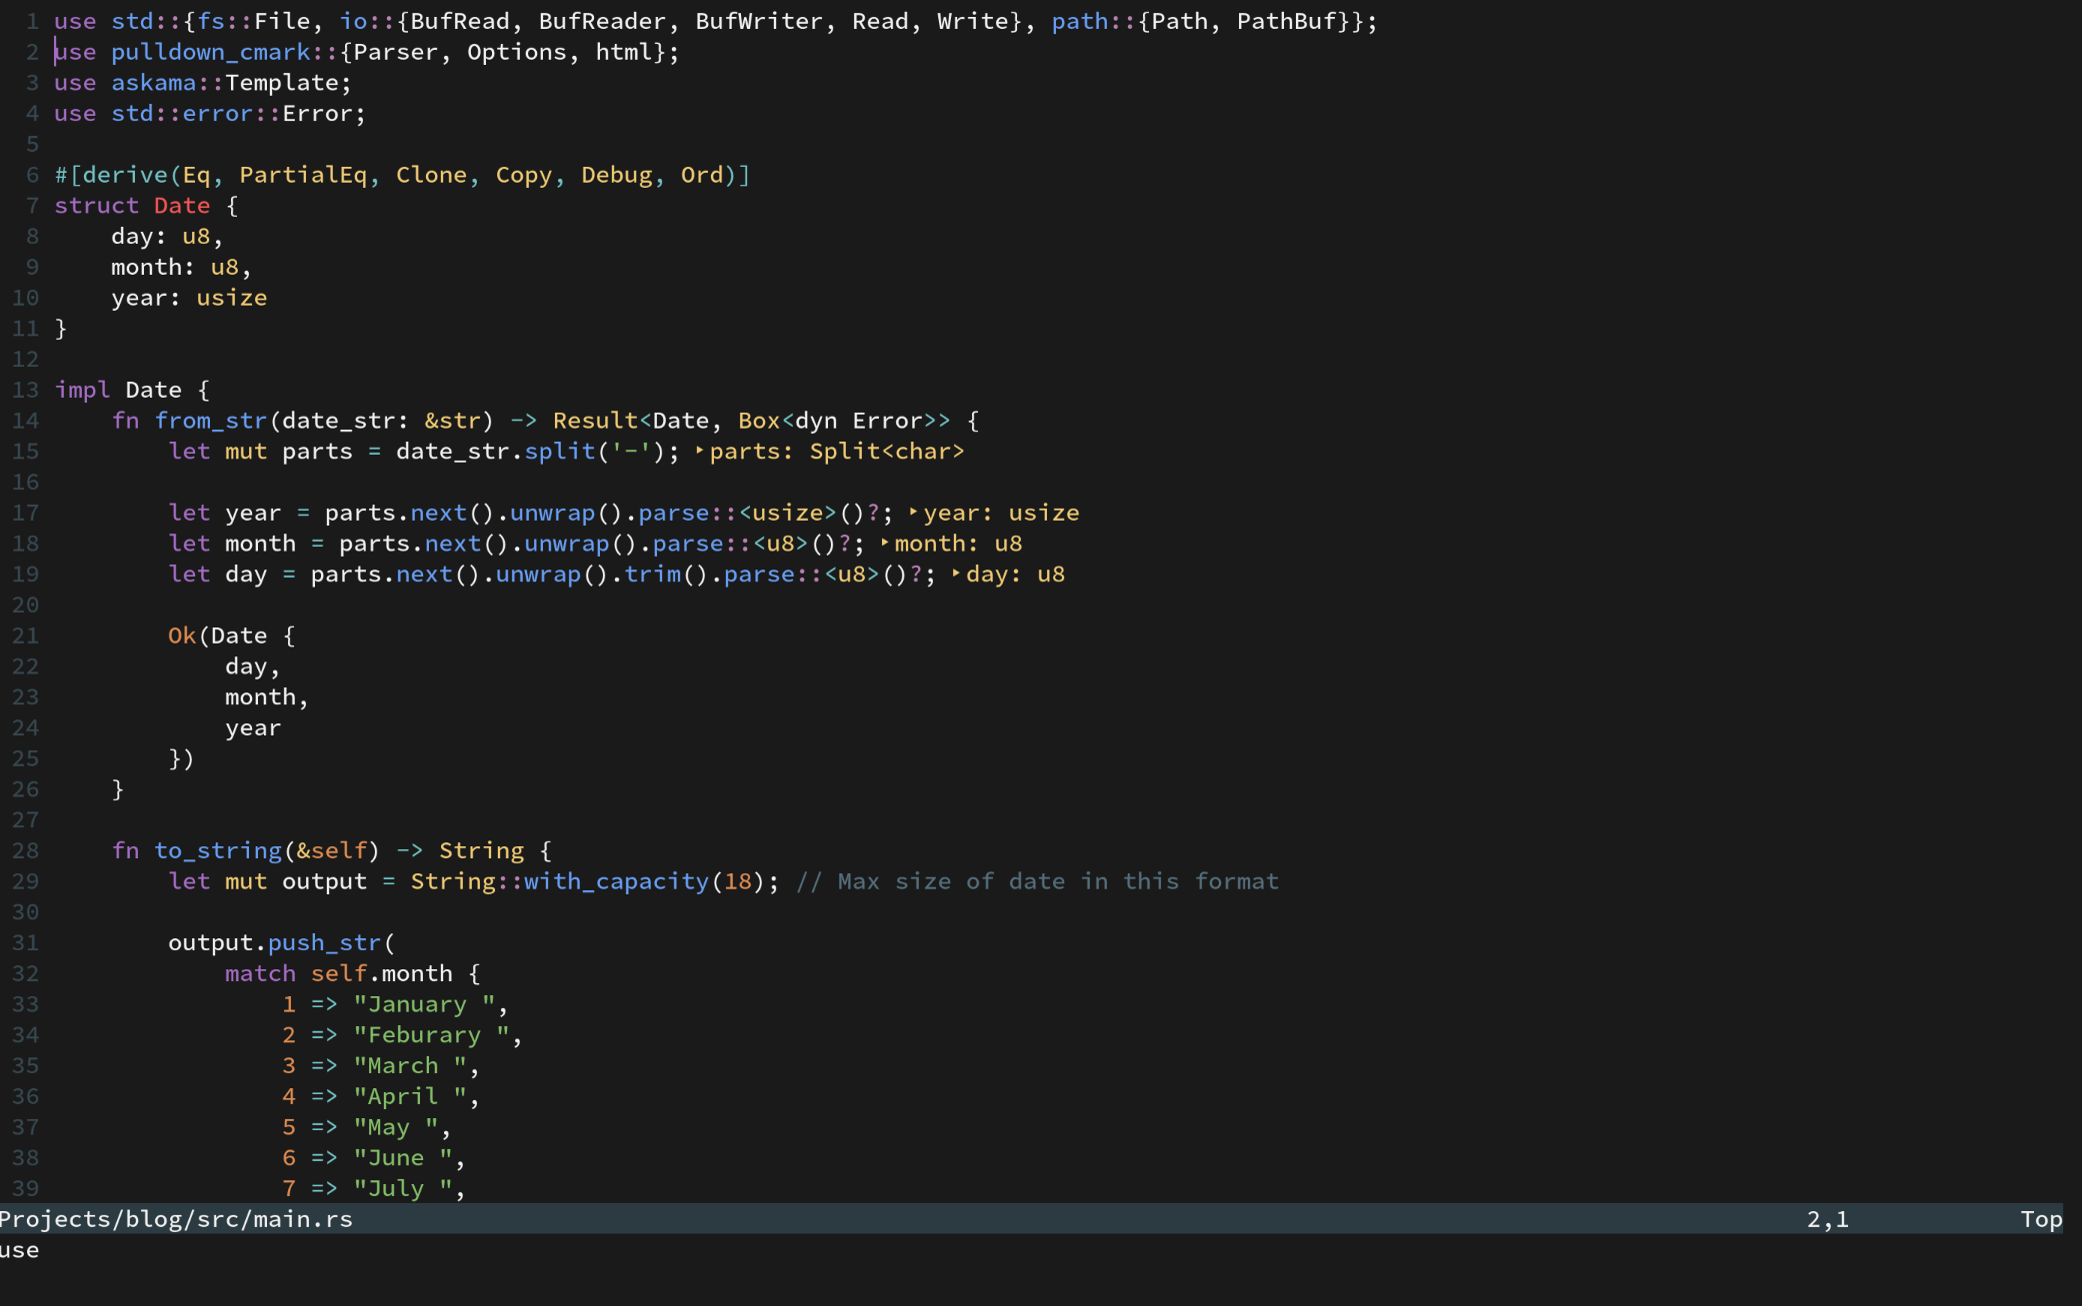 1 use std::{fs::File, io::{BufRead, BufReader, BufWriter, Read, Write}, path::{Path, PathBuf}};
2 use pulldown_cmark::{Parser, Options, html};
3 use askama::Template;
4 use std::error::Error;
5
6 #[derive(Eq, PartialEq, Clone, Copy, Debug, Ord)]
7 struct Date {
8     day: u8,
9     month: u8,
10     year: usize
11 }
12
13 impl Date {
14     fn from_str(date_str: &str) -> Result<Date, Box<dyn Error>> {
15         let mut parts = date_str.split('-'); ‣parts: Split<char>
16
17         let year = parts.next().unwrap().parse::<usize>()?; ‣year: usize
18         let month = parts.next().unwrap().parse::<u8>()?; ‣month: u8
19         let day = parts.next().unwrap().trim().parse::<u8>()?; ‣day: u8
20
21         Ok(Date {
22             day,
23             month,
24             year
25         })
26     }
27
28     fn to_string(&self) -> String {
29         let mut output = String::with_capacity(18); // Max size of date in this format
30
31         output.push_str(
32             match self.month {
33                 1 => "January ",
34                 2 => "Feburary ",
35                 3 => "March ",
36                 4 => "April ",
37                 5 => "May ",
38                 6 => "June ",
39                 7 => "July ",
Projects/blog/src/main.rs 2,1 Top
use